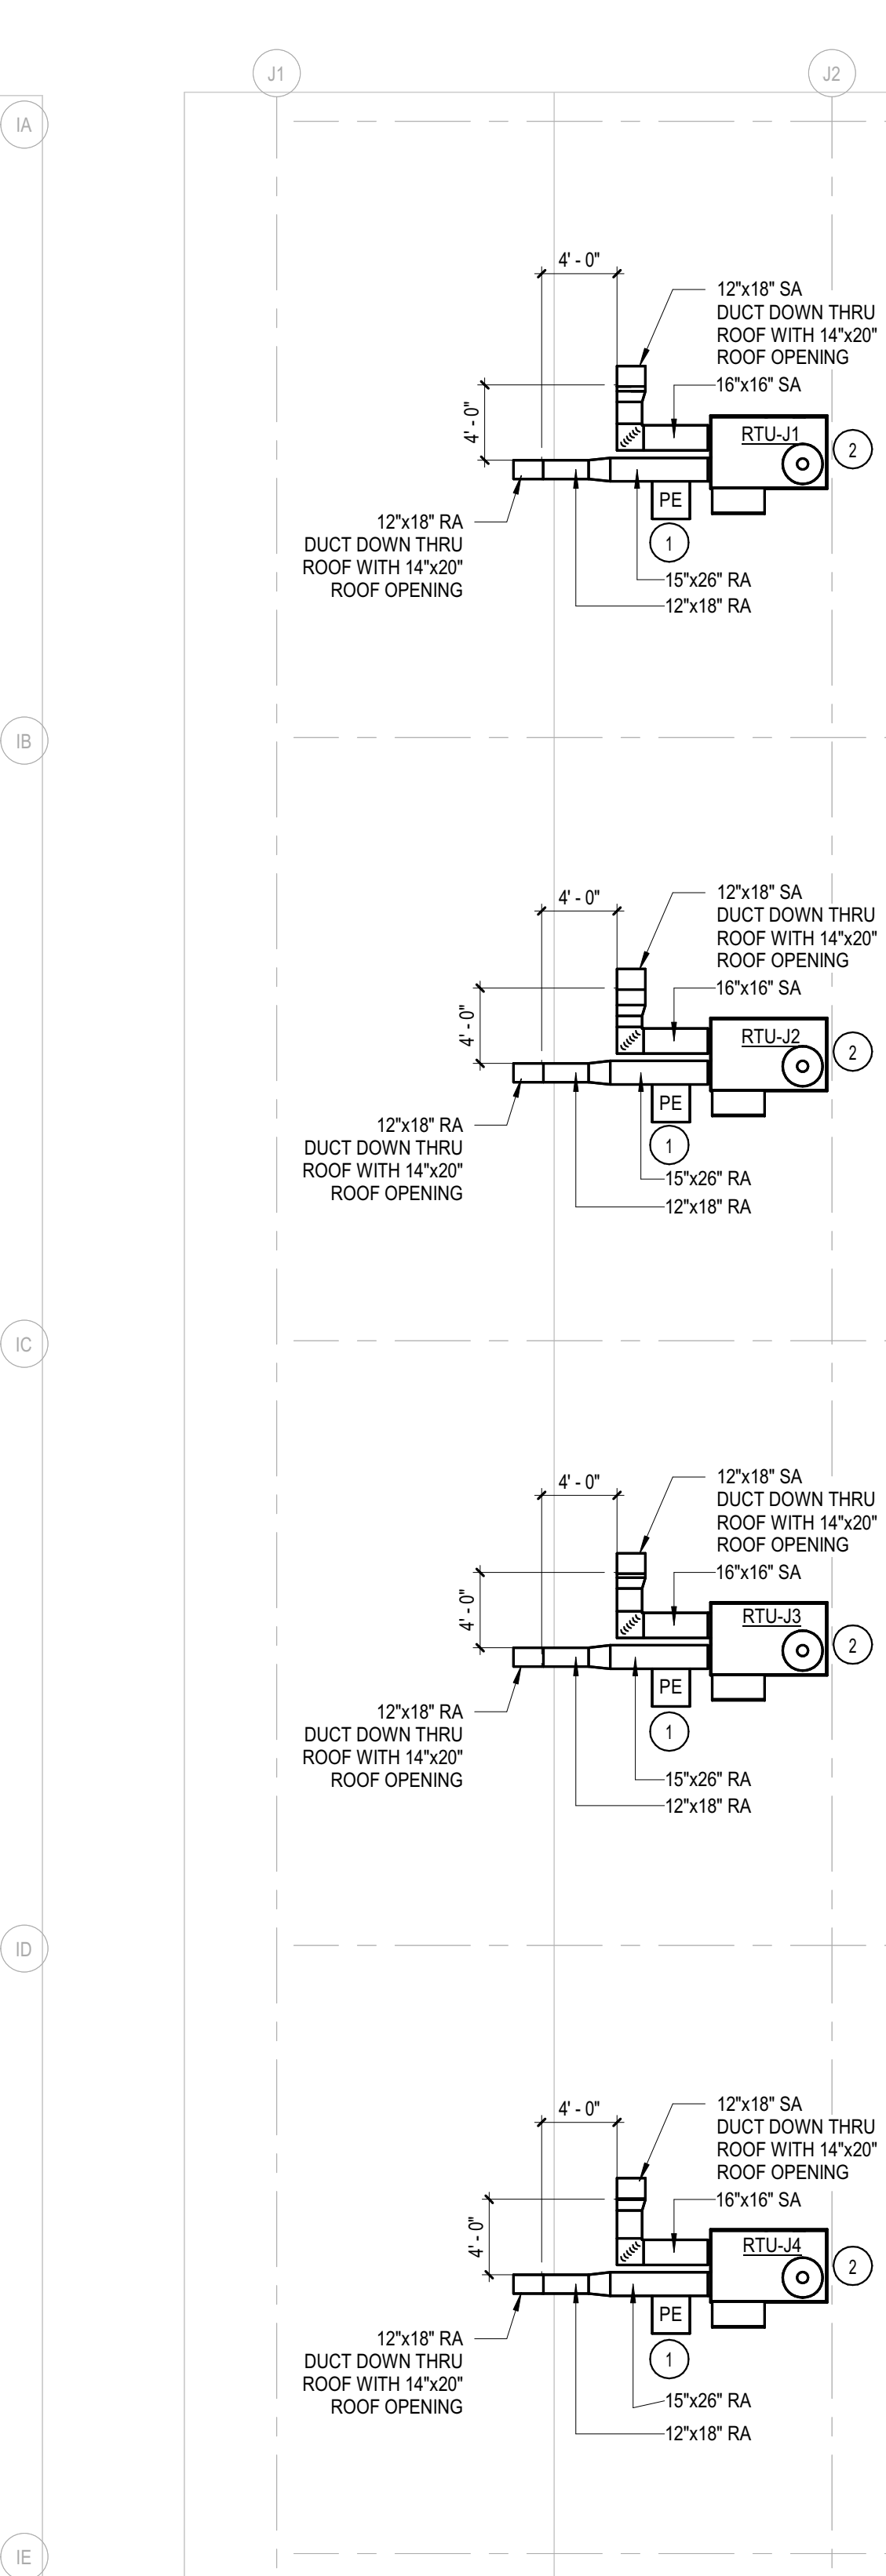 J1
J2
IA
4' - 0"
12"x18" SA
DUCT DOWN THRU
ROOF WITH 14"x20"
ROOF OPENING
16"x16" SA
4' - 0"
RTU-J1
2
PE
1
12"x18" RA
DUCT DOWN THRU
ROOF WITH 14"x20"
ROOF OPENING
15"x26" RA
12"x18" RA
IB
4' - 0"
12"x18" SA
DUCT DOWN THRU
ROOF WITH 14"x20"
ROOF OPENING
16"x16" SA
4' - 0"
RTU-J2
2
PE
1
12"x18" RA
DUCT DOWN THRU
ROOF WITH 14"x20"
ROOF OPENING
15"x26" RA
12"x18" RA
IC
4' - 0"
12"x18" SA
DUCT DOWN THRU
ROOF WITH 14"x20"
ROOF OPENING
16"x16" SA
4' - 0"
RTU-J3
2
PE
1
12"x18" RA
DUCT DOWN THRU
ROOF WITH 14"x20"
ROOF OPENING
15"x26" RA
12"x18" RA
ID
4' - 0"
12"x18" SA
DUCT DOWN THRU
ROOF WITH 14"x20"
ROOF OPENING
16"x16" SA
4' - 0"
RTU-J4
2
PE
1
12"x18" RA
DUCT DOWN THRU
ROOF WITH 14"x20"
ROOF OPENING
15"x26" RA
12"x18" RA
IE